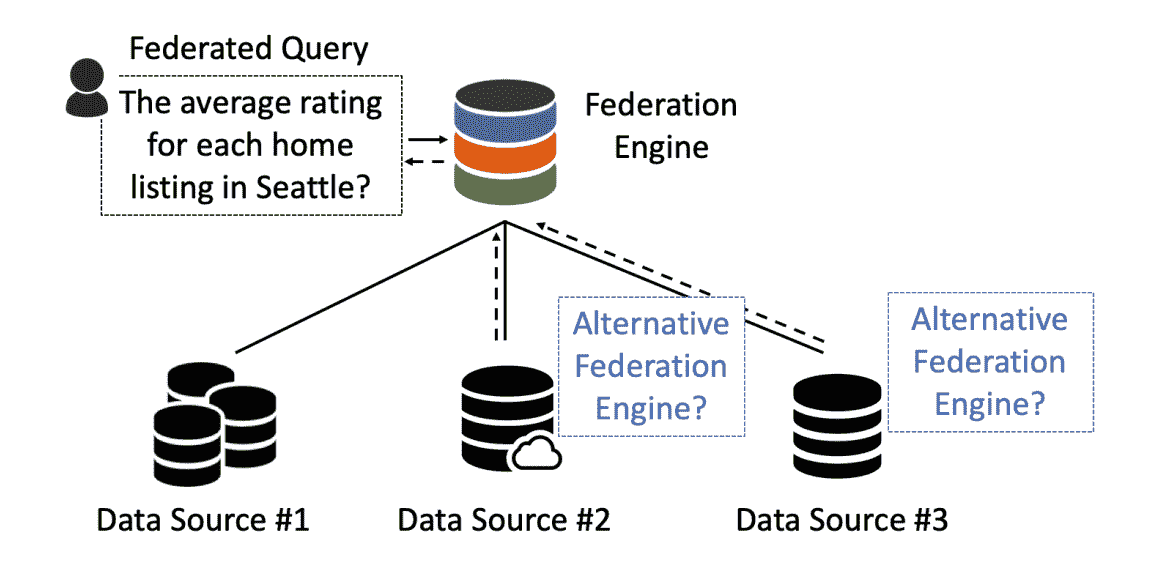 Federated Query
The average rating
for each home
listing in Seattle?
Federation
Engine
Alternative
Federation
Engine?
Alternative
Federation
Engine?
Data Source #1
Data Source #2
Data Source #3